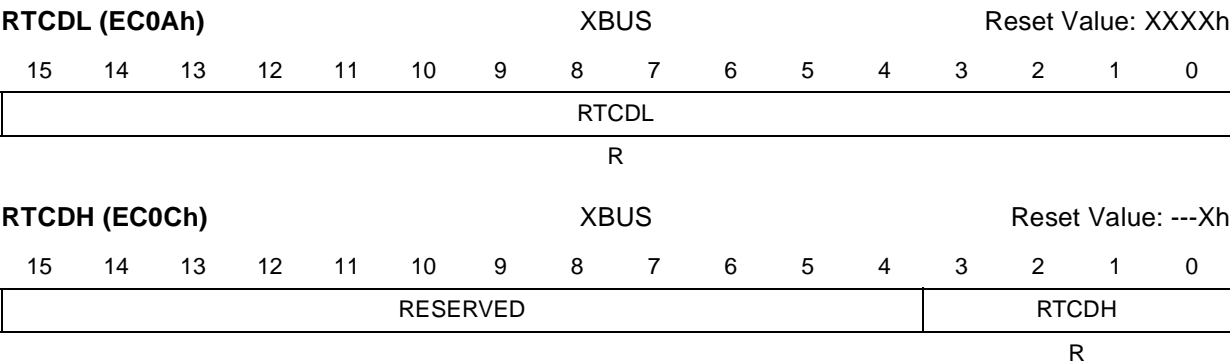 RTCDL (EC0Ah) XBUS Reset Value: XXXXh
15 14 13 12 11 10 9 8 7 6 5 4 3 2 1 0
RTCDL
R
RTCDH (EC0Ch) XBUS Reset Value: ---Xh
15 14 13 12 11 10 9 8 7 6 5 4 3 2 1 0
RESERVED RTCDH
R